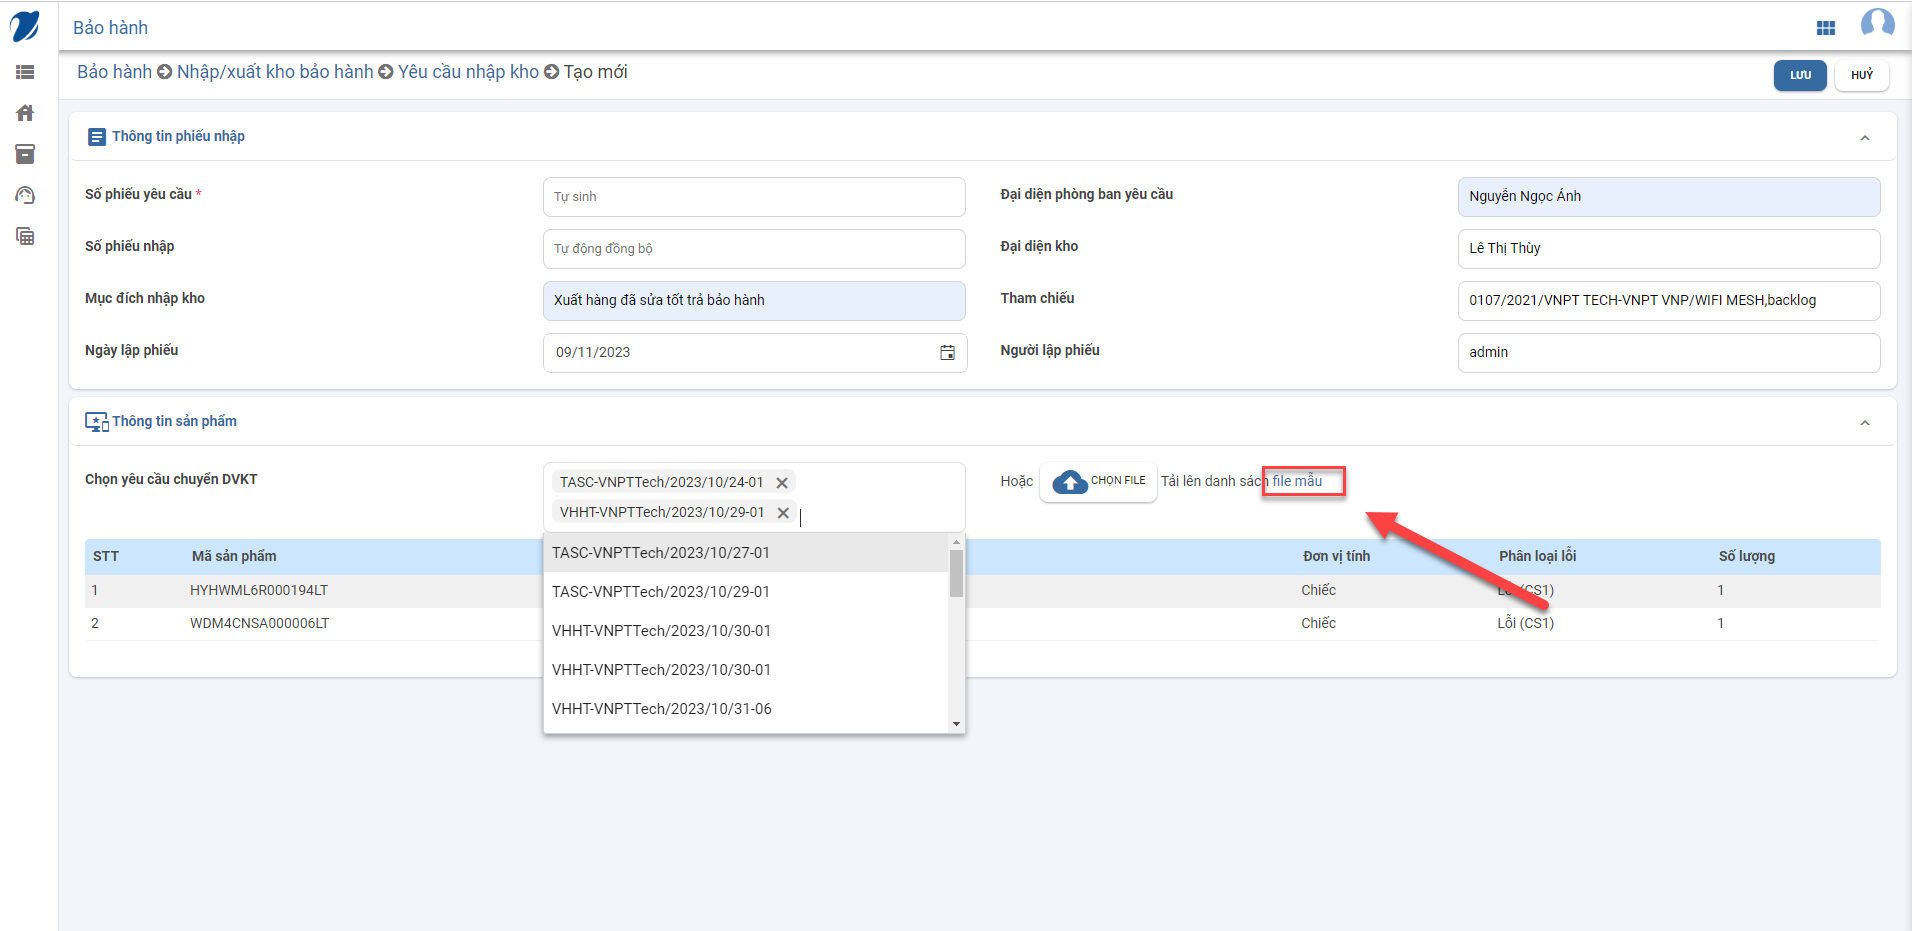 Bảo hành
Bảo hành Nhập/xuất kho bảo hành Yêu cầu nhập kho Tạo mới
LƯU HUỶ
Thông tin phiếu nhập
Số phiếu yêu cầu * Tự sinh Đại diện phòng ban yêu cầu Nguyễn Ngọc Ánh
Số phiếu nhập Tự động đồng bộ Đại diện kho Lê Thị Thùy
Mục đích nhập kho Xuất hàng đã sửa tốt trả bảo hành Tham chiếu 0107/2021/VNPT TECH-VNPT VNP/WIFI MESH,backlog
Ngày lập phiếu 09/11/2023 Người lập phiếu admin
Thông tin sản phẩm
Chọn yêu cầu chuyển DVKT TASC-VNPTTech/2023/10/24-01 Hoặc CHỌN FILE Tải lên danh sách file mẫu
VHHT-VNPTTech/2023/10/29-01
STT Mã sản phẩm Đơn vị tính Phân loại lỗi Số lượng
1 HYHWML6R000194LT Chiếc Lỗi (CS1) 1
2 WDM4CNSA000006LT Chiếc Lỗi (CS1) 1
TASC-VNPTTech/2023/10/27-01
TASC-VNPTTech/2023/10/29-01
VHHT-VNPTTech/2023/10/30-01
VHHT-VNPTTech/2023/10/30-01
VHHT-VNPTTech/2023/10/31-06